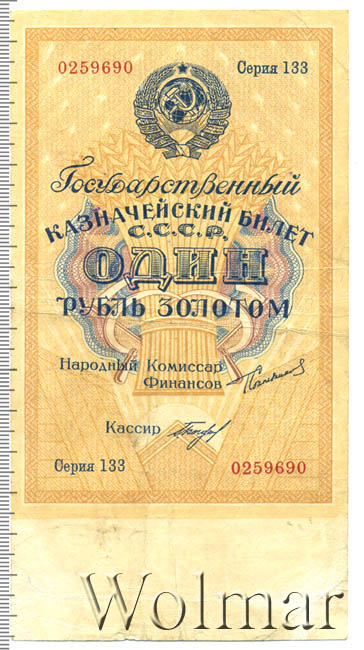 0259690 Серия 133
Государственный
КАЗНАЧЕЙСКИЙ БИЛЕТ
С.С.С.Р.
ОДИН
РУБЛЬ ЗОЛОТОМ
Народный Комиссар
Финансов
Кассир
Серия 133 0259690
Wolmar